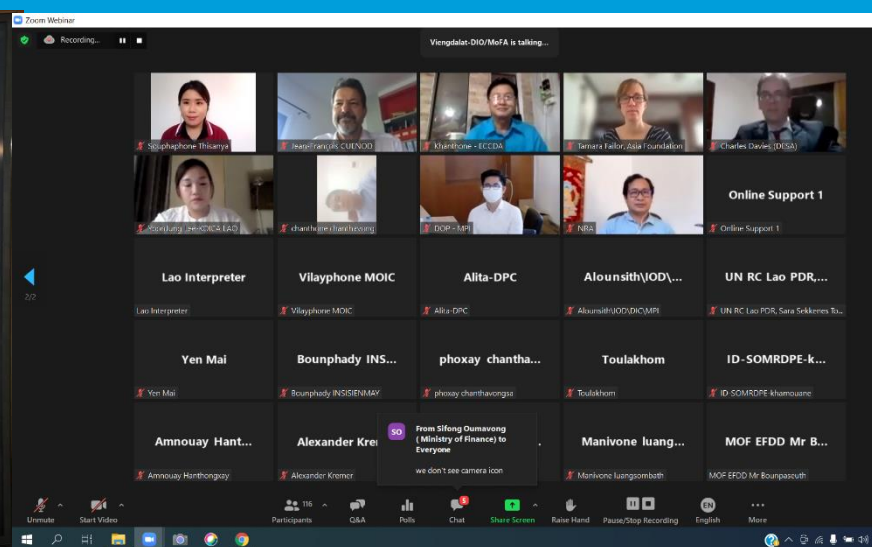 Zoom Webinar
Recording...
Viengdalat-DIO/MoFA is talking...
Souphaphone Thisanya
Jean-François CUENOD
Khanthone - ECCDA
Tamara Failor, Asia Foundation
Charles Davies (DESA)
Yoonjung Lee-KOICA LAO
chanthone chanthavong
DOP - MPI
NRA
Online Support 1
Online Support 1
Lao Interpreter
Vilayphone MOIC
Alita-DPC
Alounsith\IOD\...
UN RC Lao PDR,...
2/2
Lao Interpreter
Vilayphone MOIC
Alita-DPC
Alounsith\IOD\DIC\MPI
UN RC Lao PDR, Sara Sekkenes To...
Yen Mai
Bounphady INS...
phoxay chantha...
Toulakhom
ID-SOMRDPE-k...
Yen Mai
Bounphady INSISIENMAY
phoxay chanthavongsa
Toulakhom
ID-SOMRDPE-khamouane
Amnouay Hant...
Alexander Kre
SO
From Sifong Oumavong
( Ministry of Finance) to
Everyone
we don't see camera icon
Manivone luang...
MOF EFDD Mr B...
Amnouay Hanthongxay
Alexander Kremer
Manivone luangsombath
MOF EFDD Mr Bounpaseuth
116
5
EN
Unmute
Start Video
Participants
Q&A
Polls
Chat
Share Screen
Raise Hand
Pause/Stop Recording
English
More